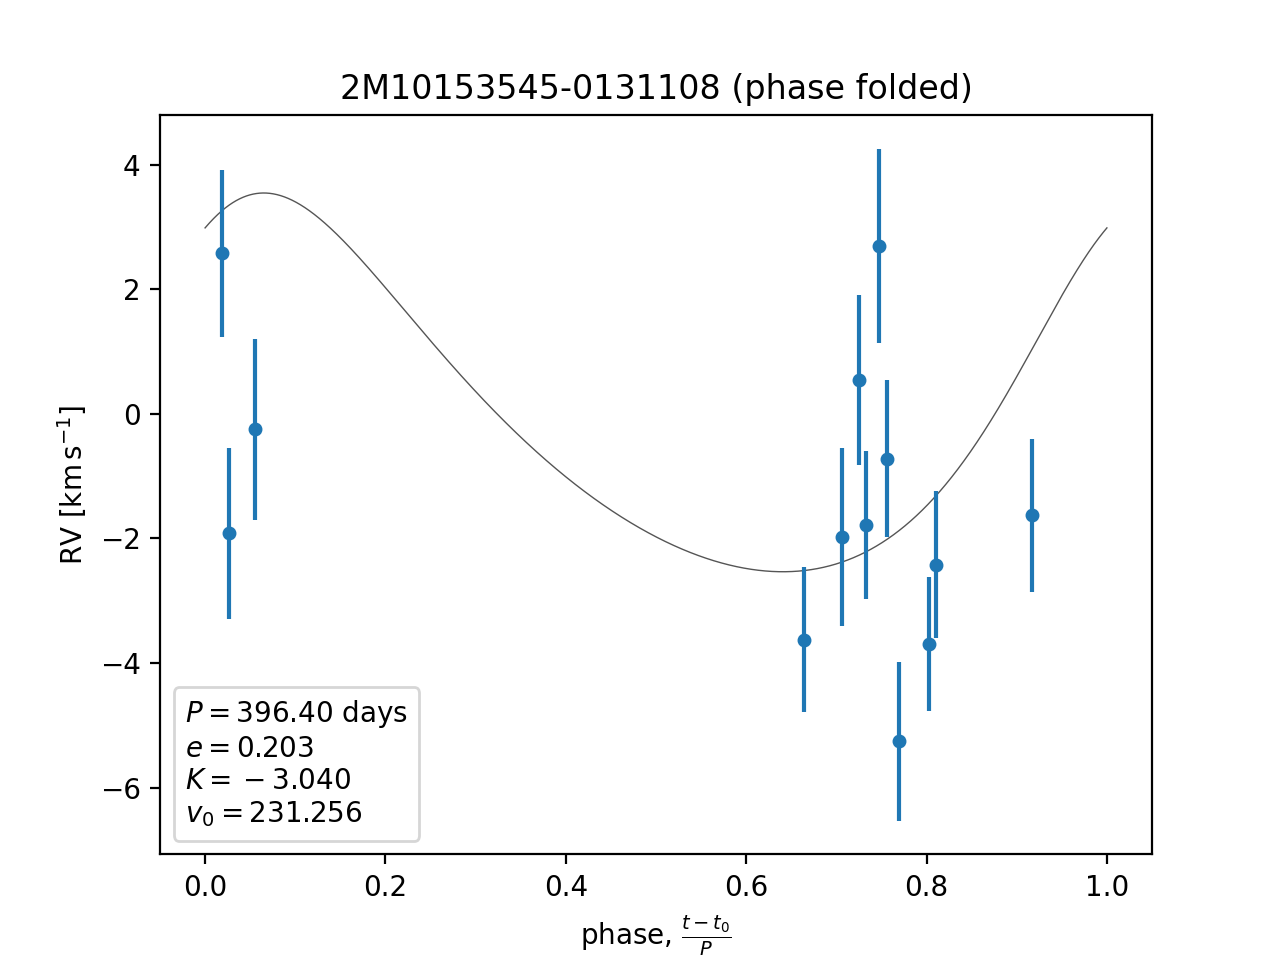 2M10153545-0131108 (phase folded)
RV [km s⁻¹]
4
2
0
−2
−4
−6
P = 396.40 days
e = 0.203
K = −3.040
v₀ = 231.256
0.0 0.2 0.4 0.6 0.8 1.0
phase, \frac{t − t₀}{P}